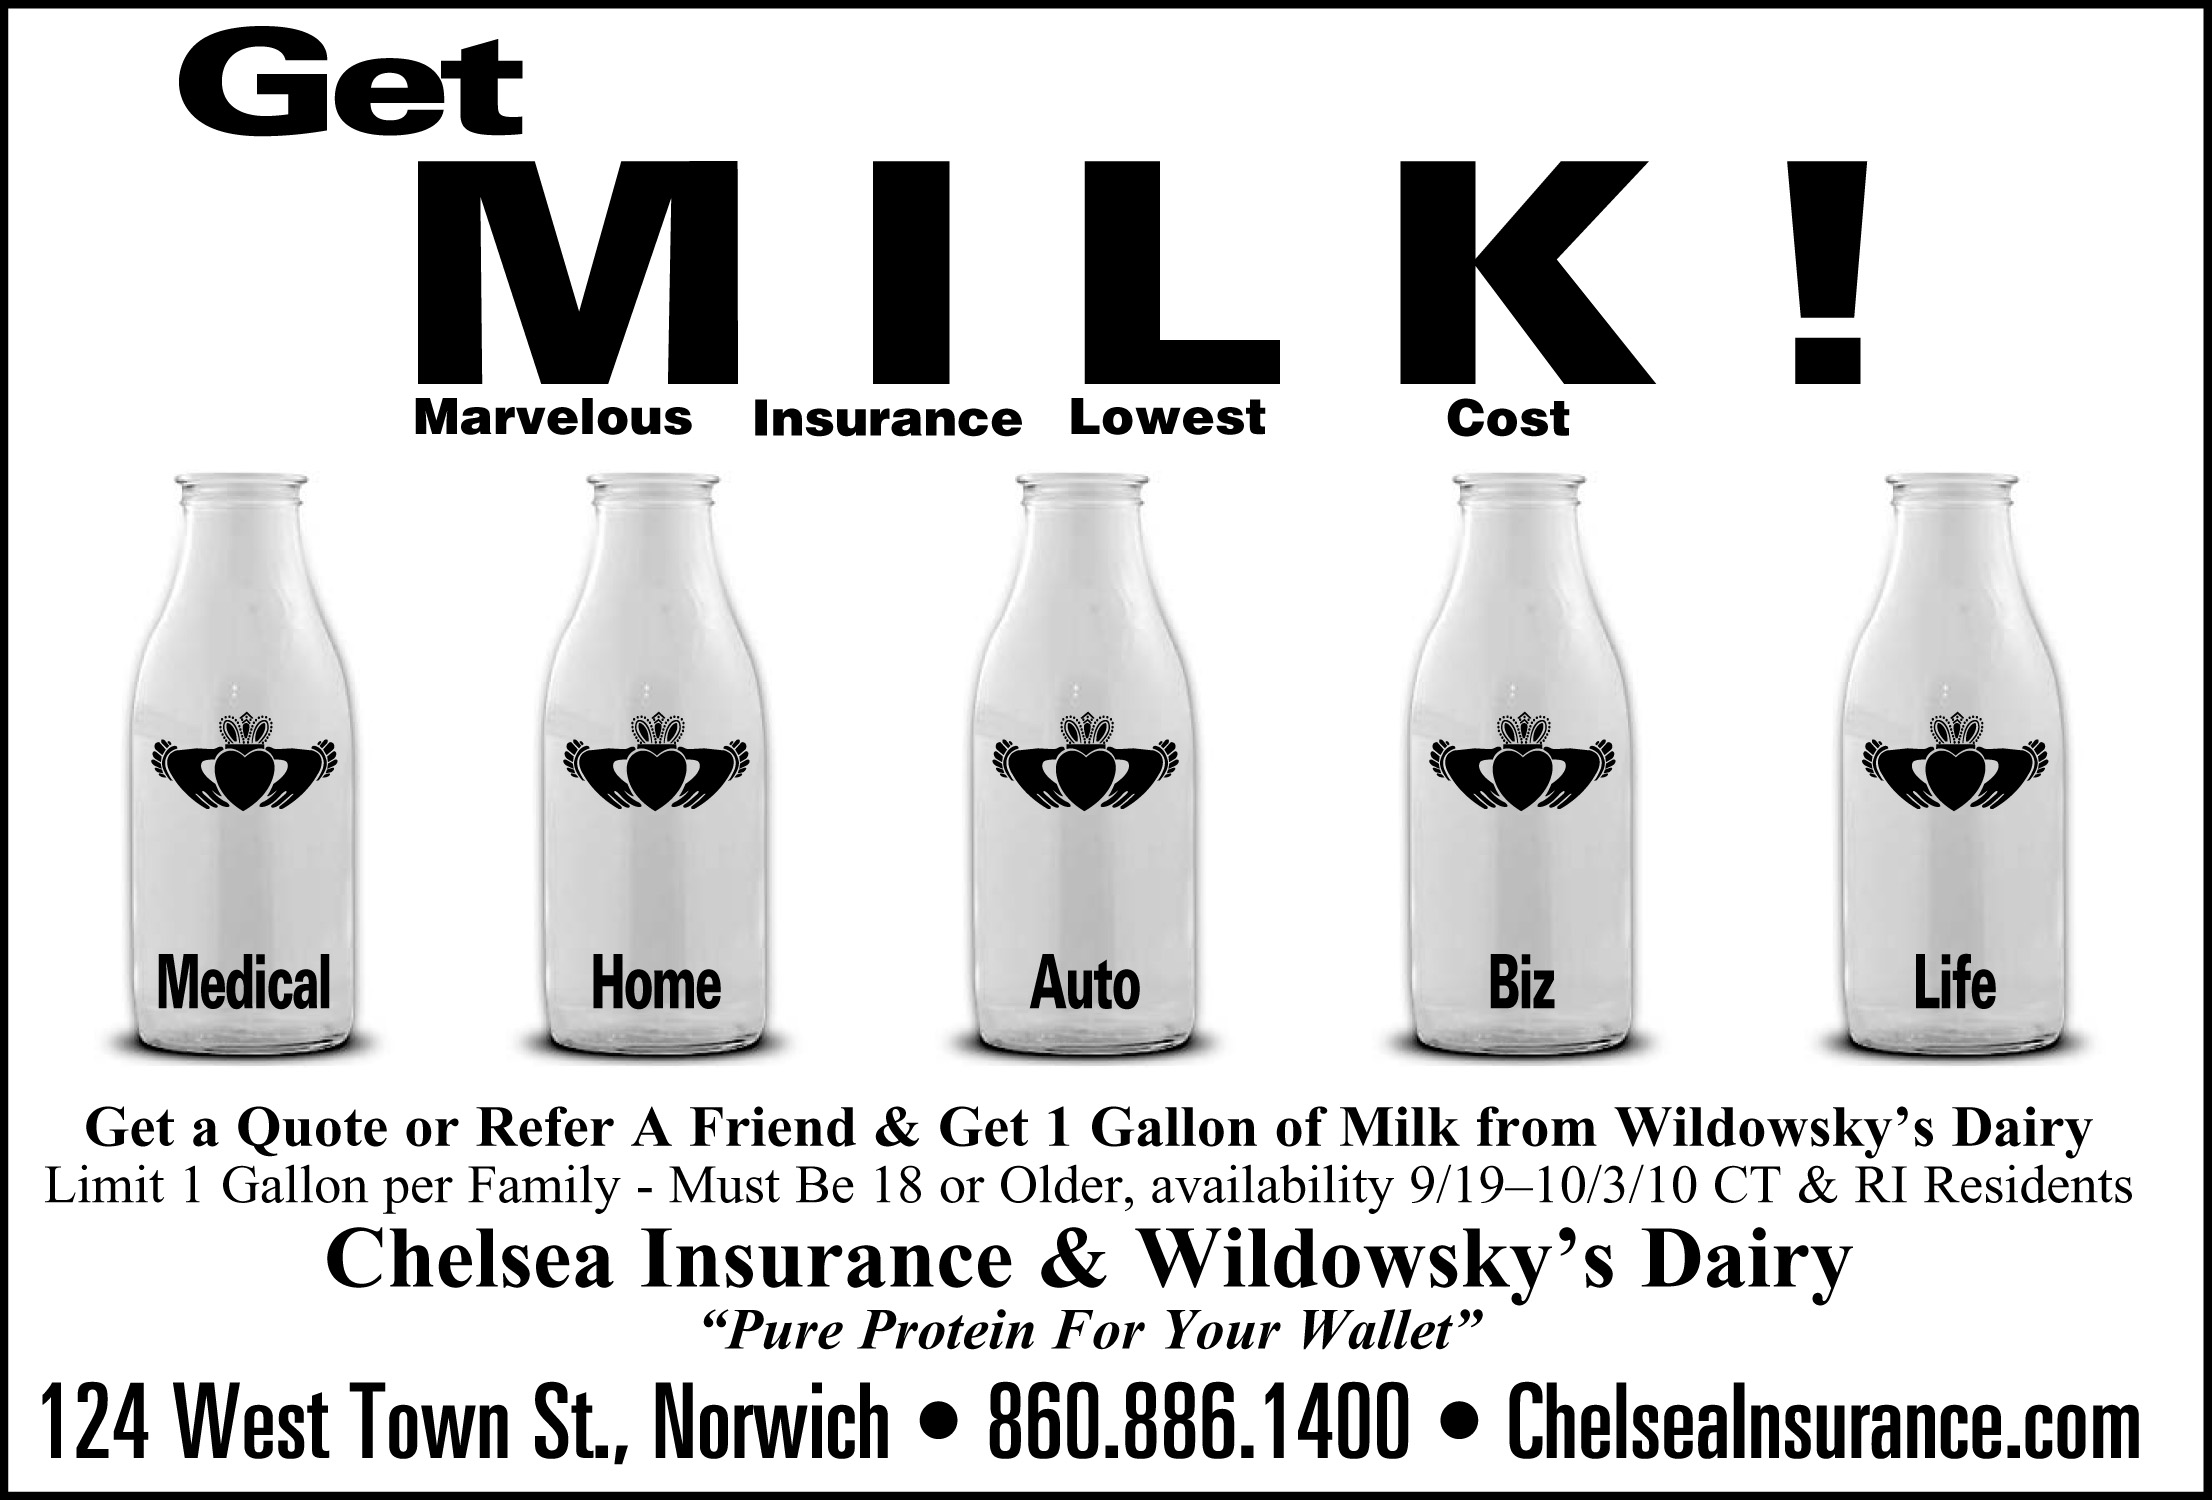 Get
MILK!
Marvelous Insurance Lowest Cost
Medical Home Auto Biz Life
Get a Quote or Refer A Friend & Get 1 Gallon of Milk from Wildowsky’s Dairy
Limit 1 Gallon per Family - Must Be 18 or Older, availability 9/19–10/3/10 CT & RI Residents
Chelsea Insurance & Wildowsky’s Dairy
“Pure Protein For Your Wallet”
124 West Town St., Norwich • 860.886.1400 • ChelseaInsurance.com